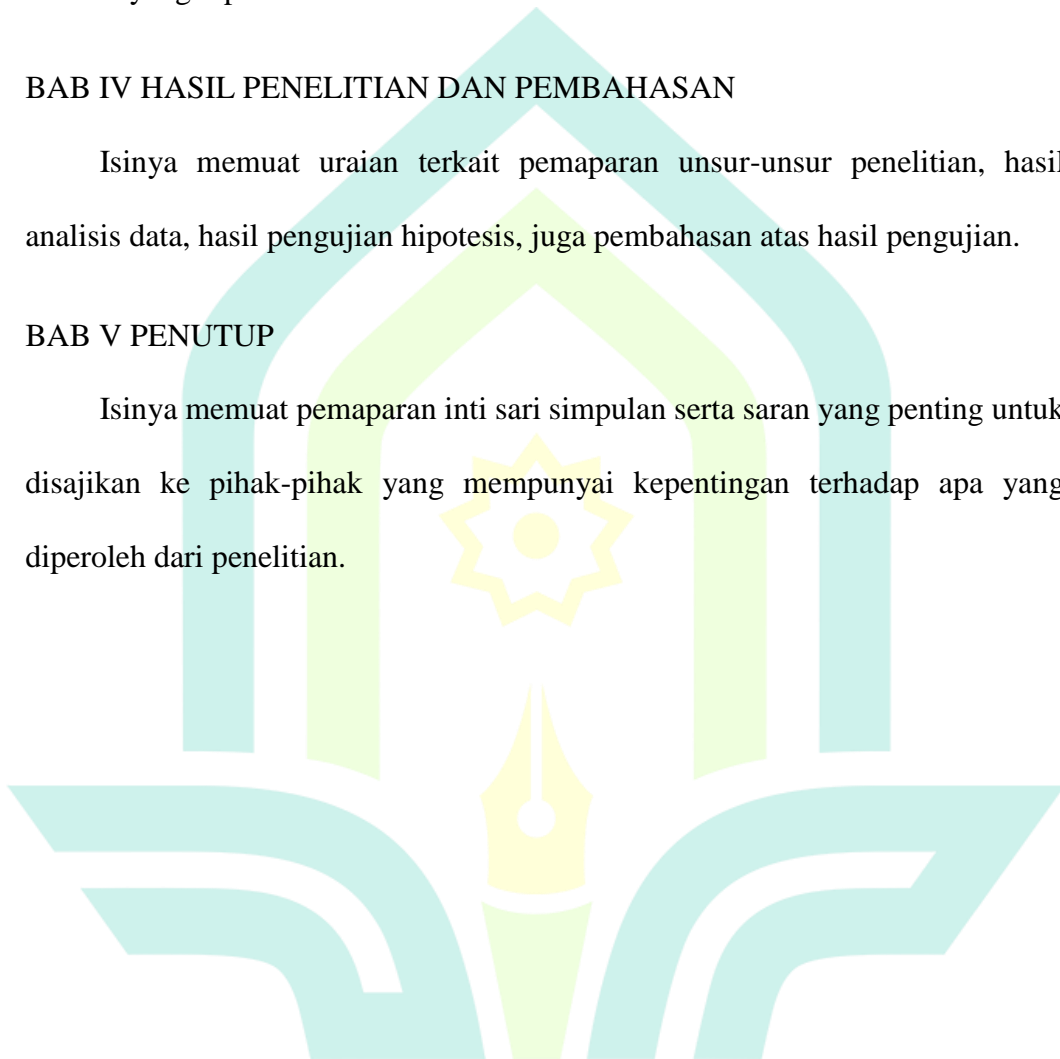 BAB IV HASIL PENELITIAN DAN PEMBAHASAN
Isinya memuat uraian terkait pemaparan unsur-unsur penelitian, hasil
analisis data, hasil pengujian hipotesis, juga pembahasan atas hasil pengujian.
BAB V PENUTUP
Isinya memuat pemaparan inti sari simpulan serta saran yang penting untuk
disajikan ke pihak-pihak yang mempunyai kepentingan terhadap apa yang
diperoleh dari penelitian.